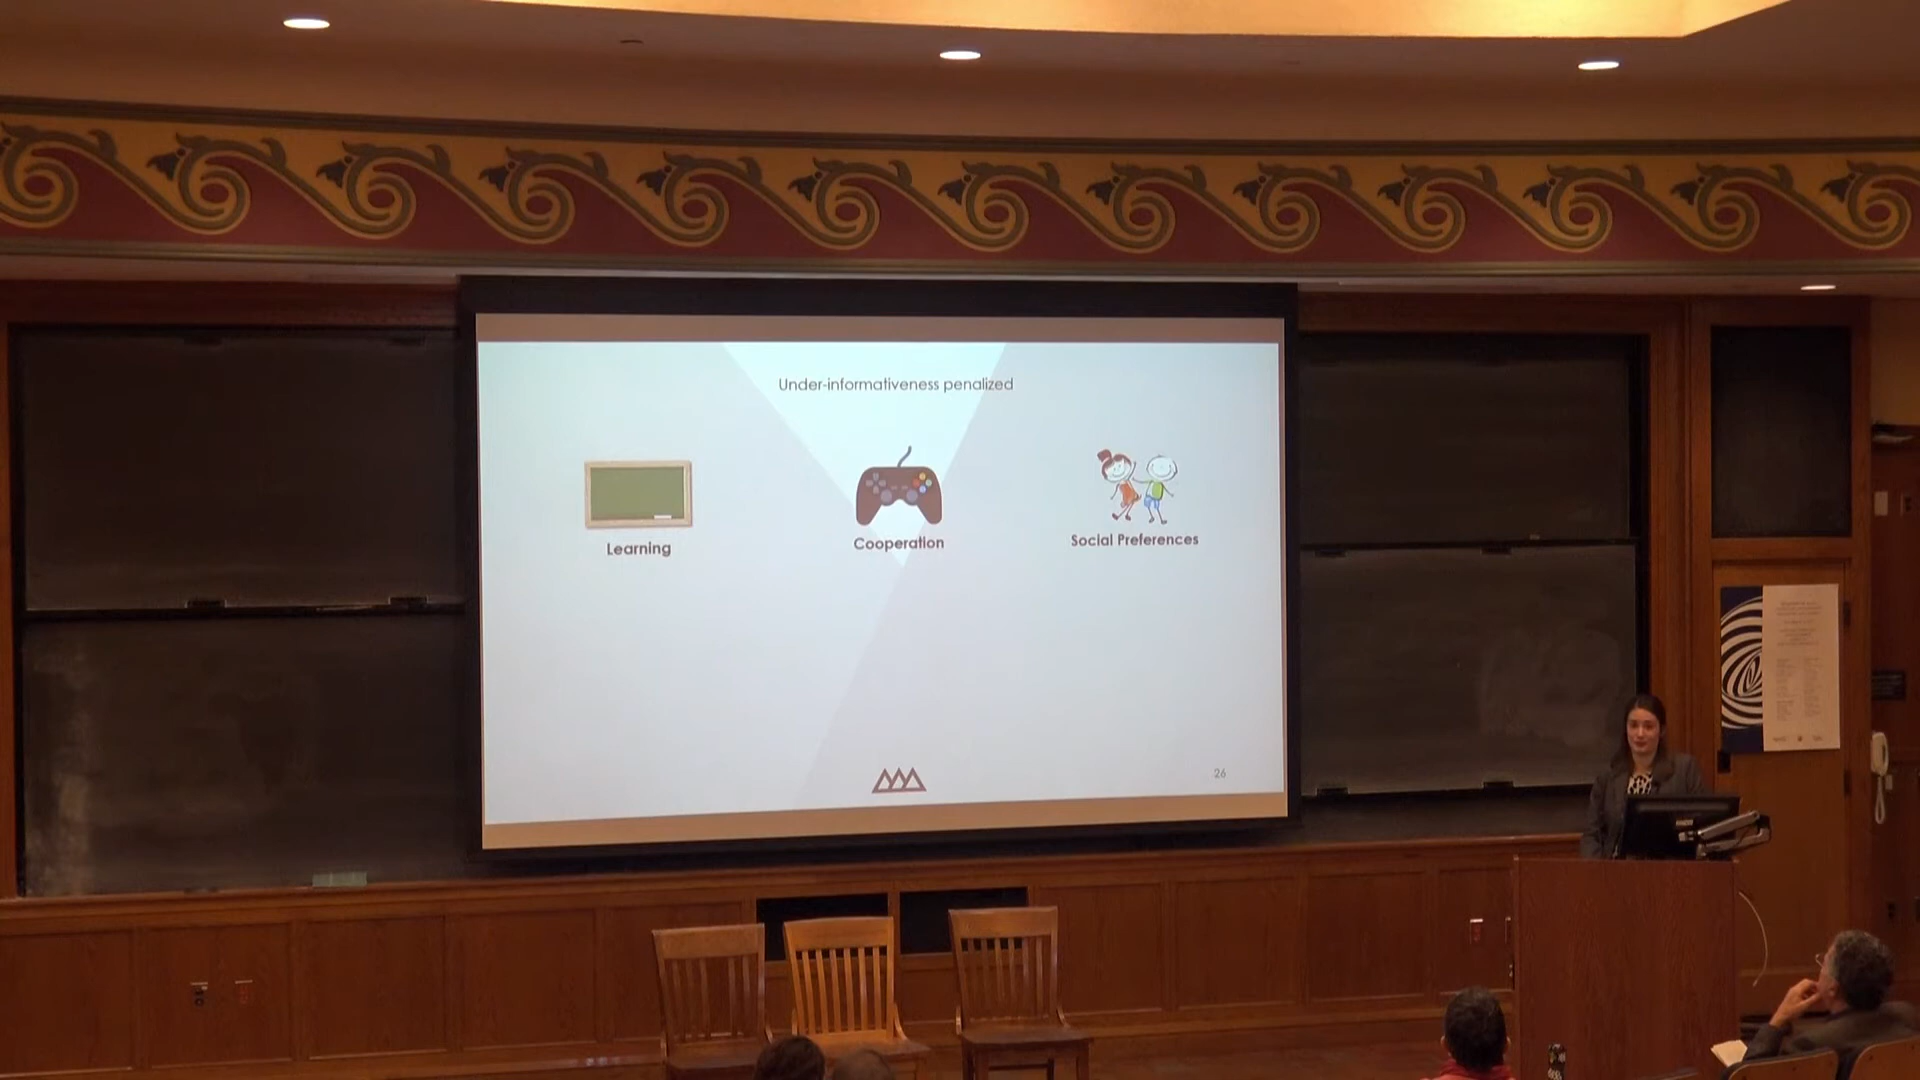 Under-informativeness penalized
Learning
Cooperation
Social Preferences
26